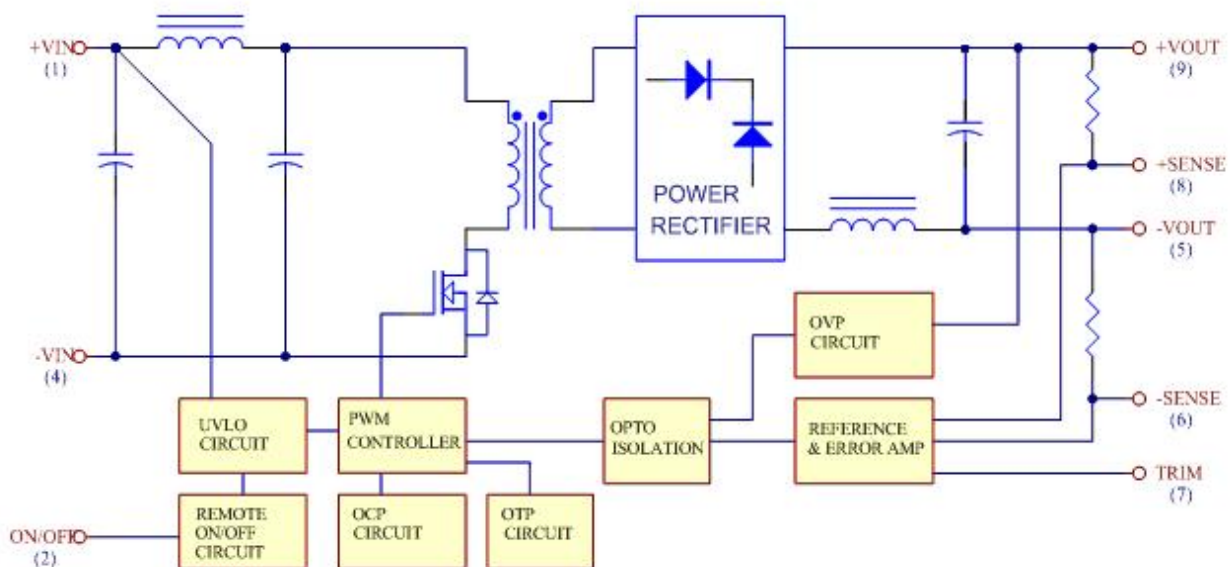 +VIN
(1)
+VOUT
(9)
POWER
RECTIFIER
+SENSE
(8)
-VOUT
(5)
OVP
CIRCUIT
-VIN
(4)
UVLO
CIRCUIT
PWM
CONTROLLER
OPTO
ISOLATION
REFERENCE
& ERROR AMP
-SENSE
(6)
TRIM
(7)
ON/OFF
(2)
REMOTE
ON/OFF
CIRCUIT
OCP
CIRCUIT
OTP
CIRCUIT